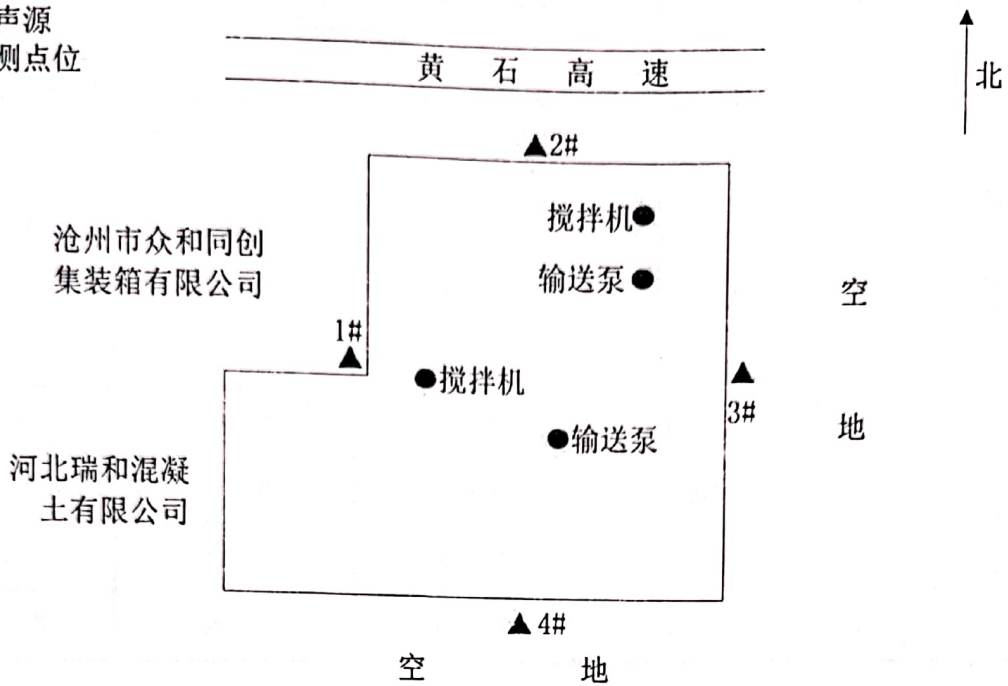 声源
测点位
北
黄石高速
▲2#
搅拌机●
输送泵●
沧州市众和同创
集装箱有限公司
空
地
1#
▲
●搅拌机
▲
3#
●输送泵
河北瑞和混凝
土有限公司
▲4#
空地